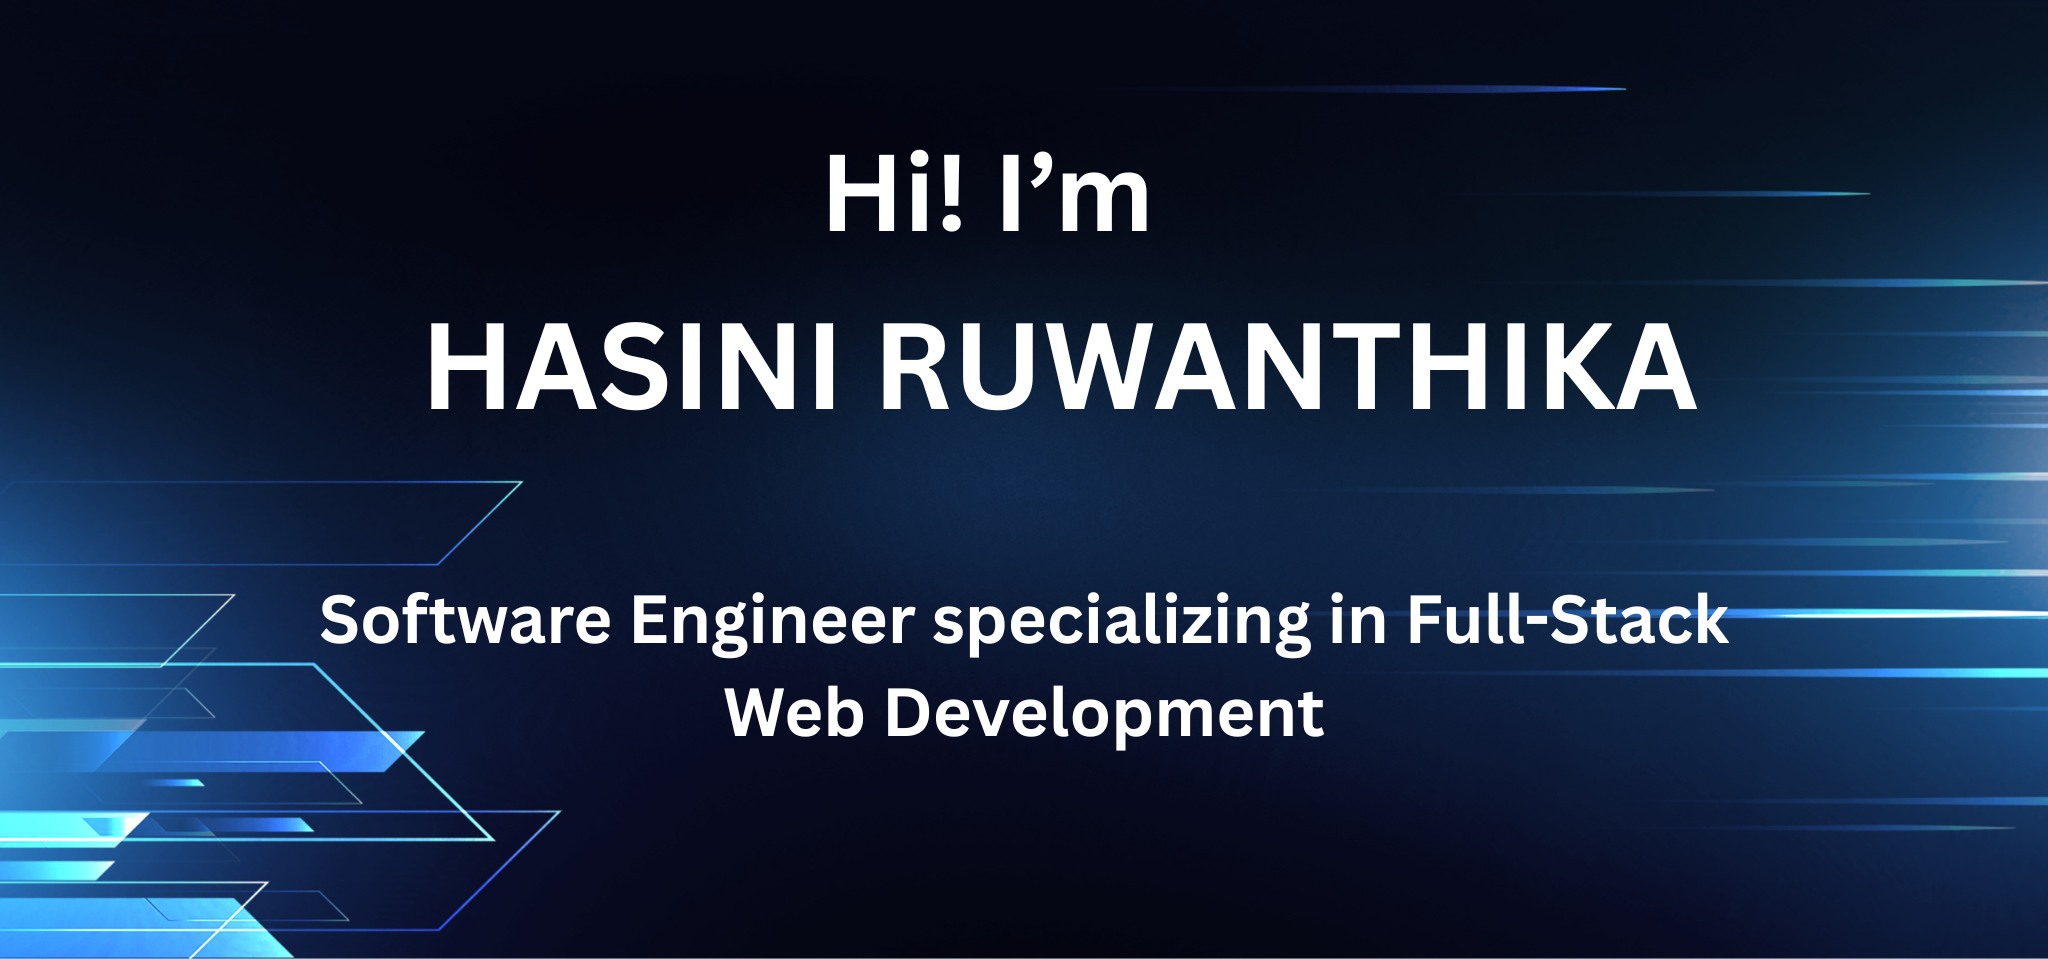 Hi! I’m
HASINI RUWANTHIKA
Software Engineer specializing in Full-Stack
Web Development